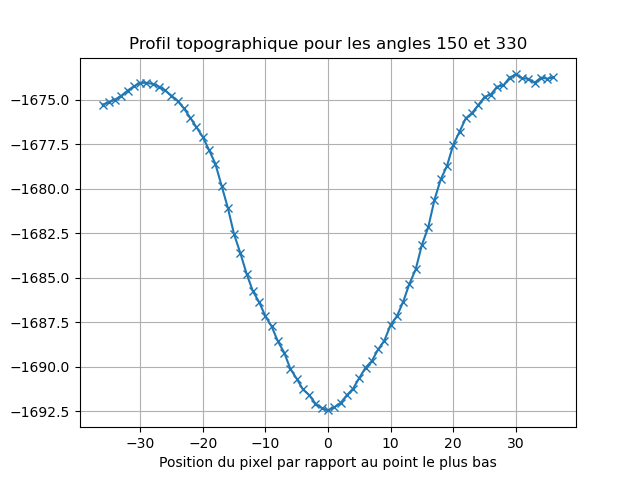 Profil topographique pour les angles 150 et 330
−1675.0
−1677.5
−1680.0
−1682.5
−1685.0
−1687.5
−1690.0
−1692.5
−30 −20 −10 0 10 20 30
Position du pixel par rapport au point le plus bas